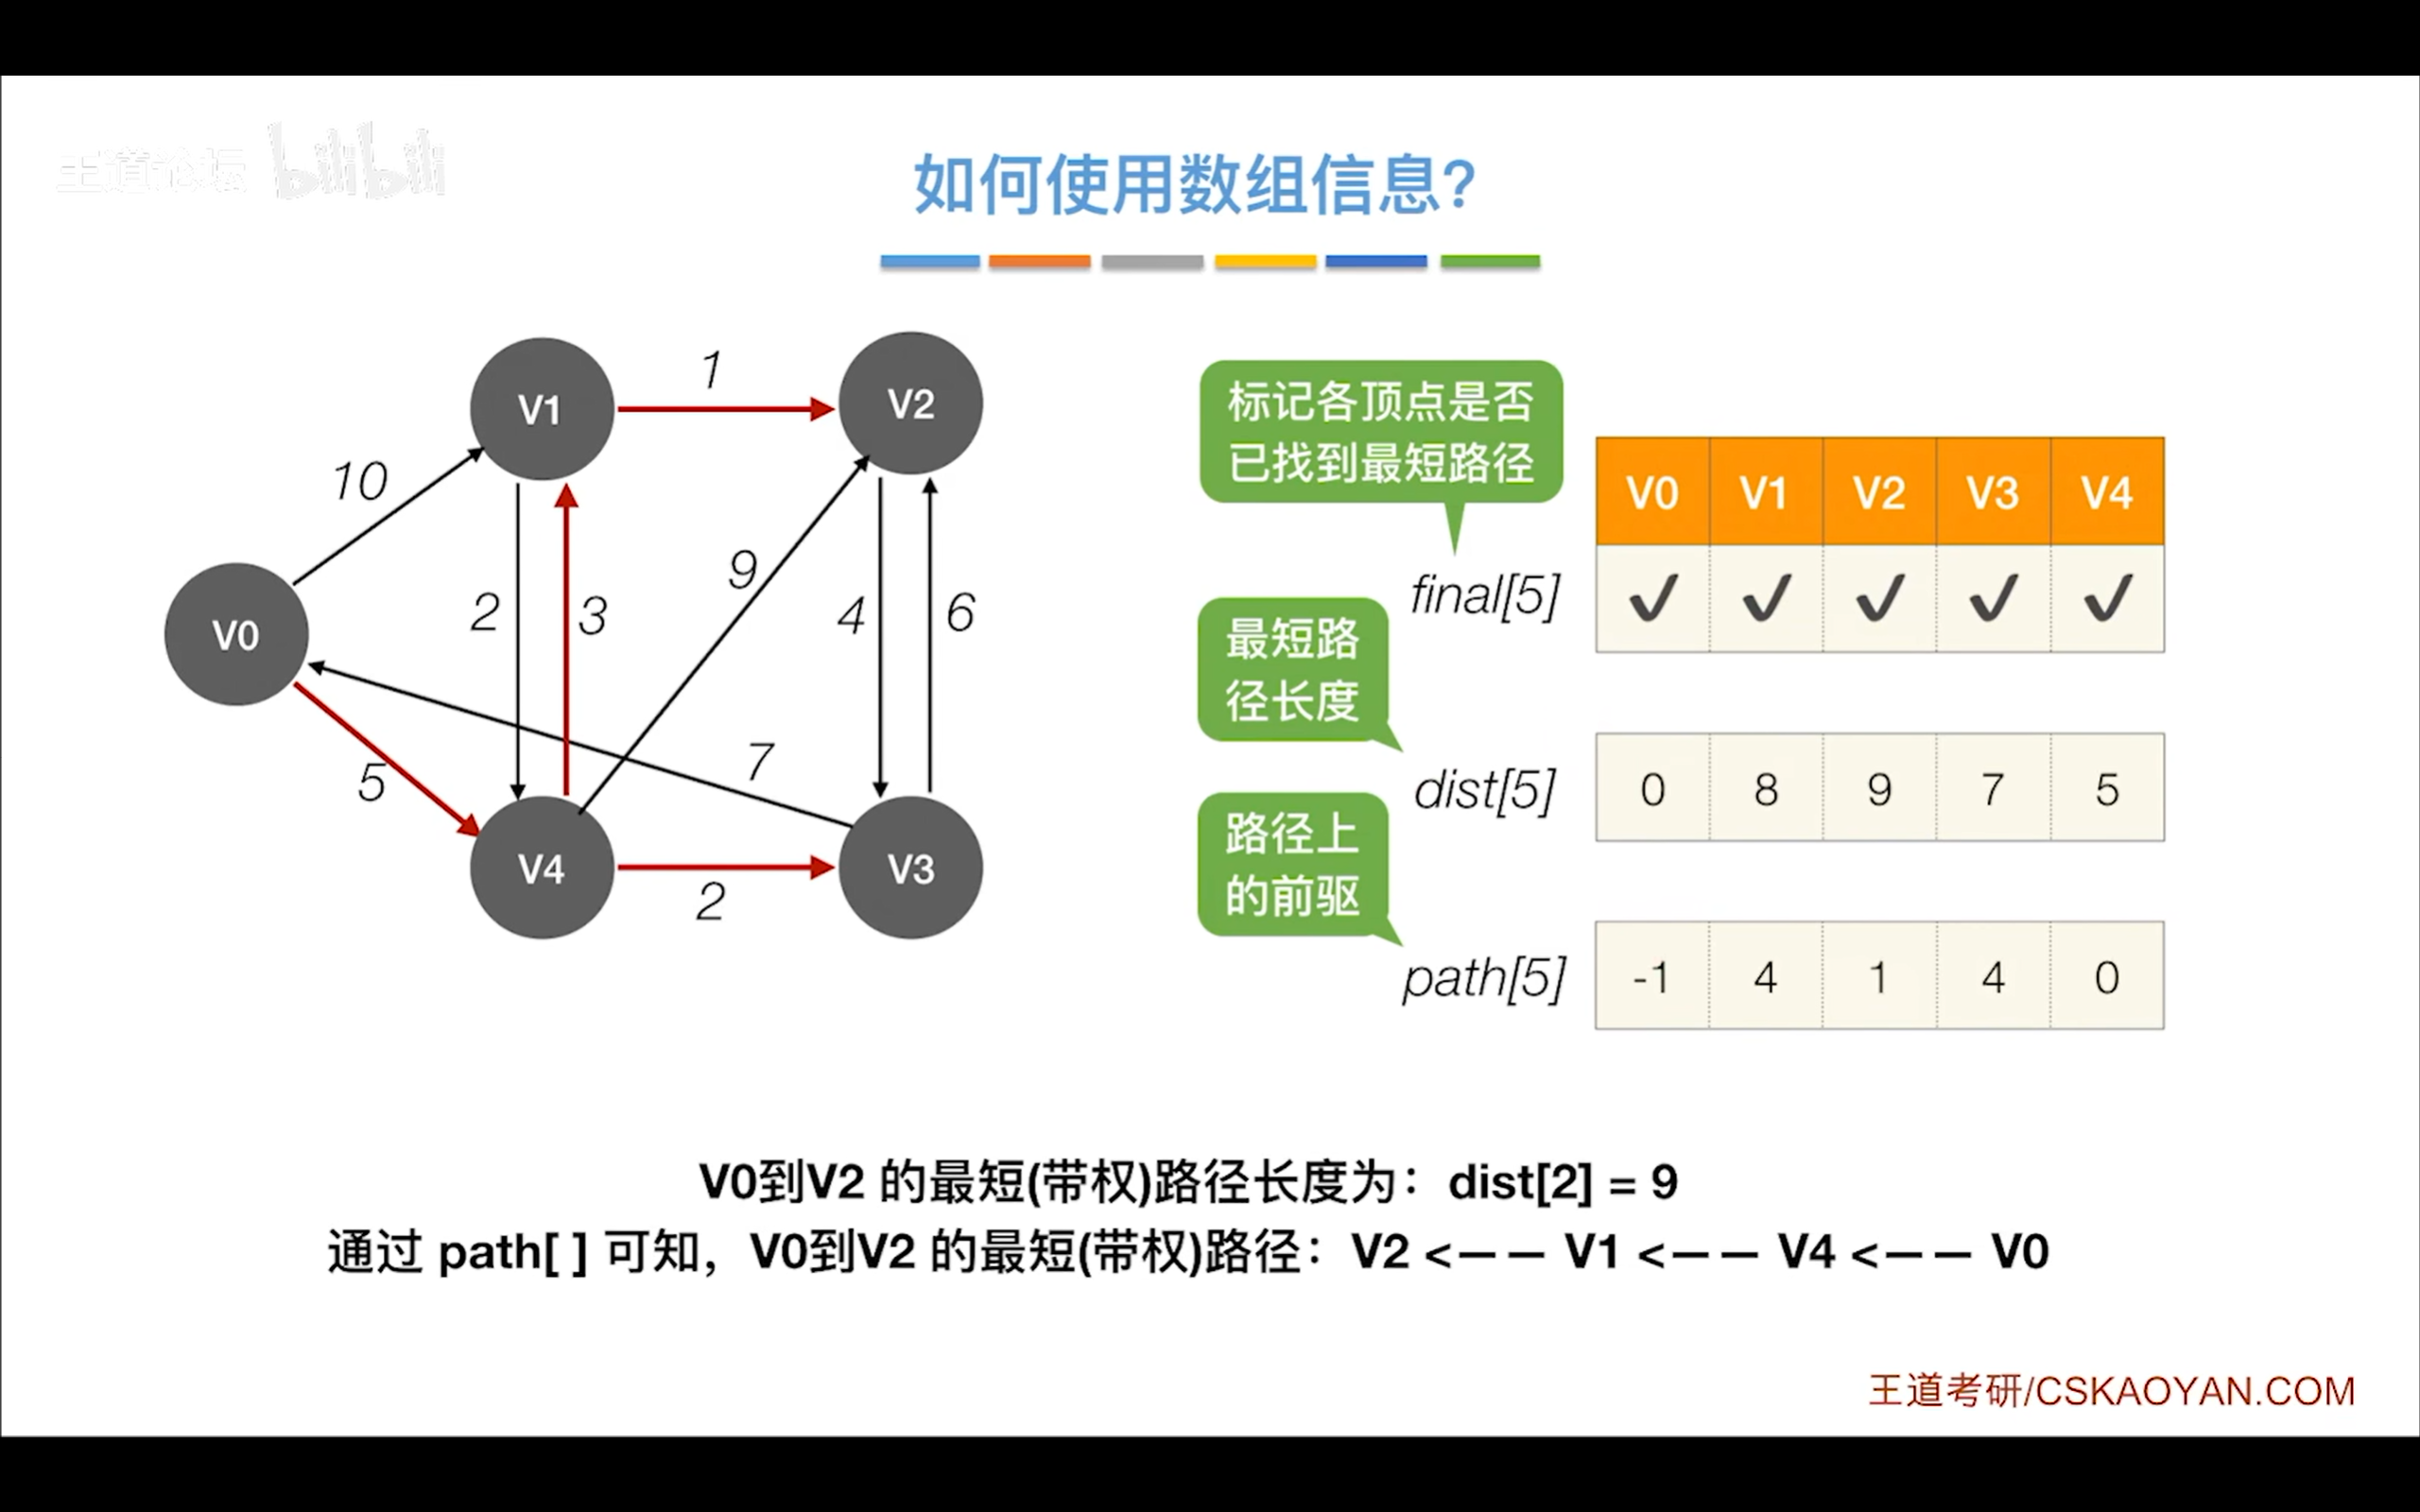 王道论坛 bilibili
如何使用数组信息?
V1
1
V2
10
V0
2
3
9
4
6
5
7
V4
2
V3
标记各顶点是否
已找到最短路径
V0 V1 V2 V3 V4
final[5] ✓ ✓ ✓ ✓ ✓
最短路
径长度
dist[5] 0 8 9 7 5
路径上
的前驱
path[5] -1 4 1 4 0
V0到V2 的最短(带权)路径长度为：dist[2] = 9
通过 path[ ] 可知，V0到V2 的最短(带权)路径：V2 <—— V1 <—— V4 <—— V0
王道考研/CSKAOYAN.COM